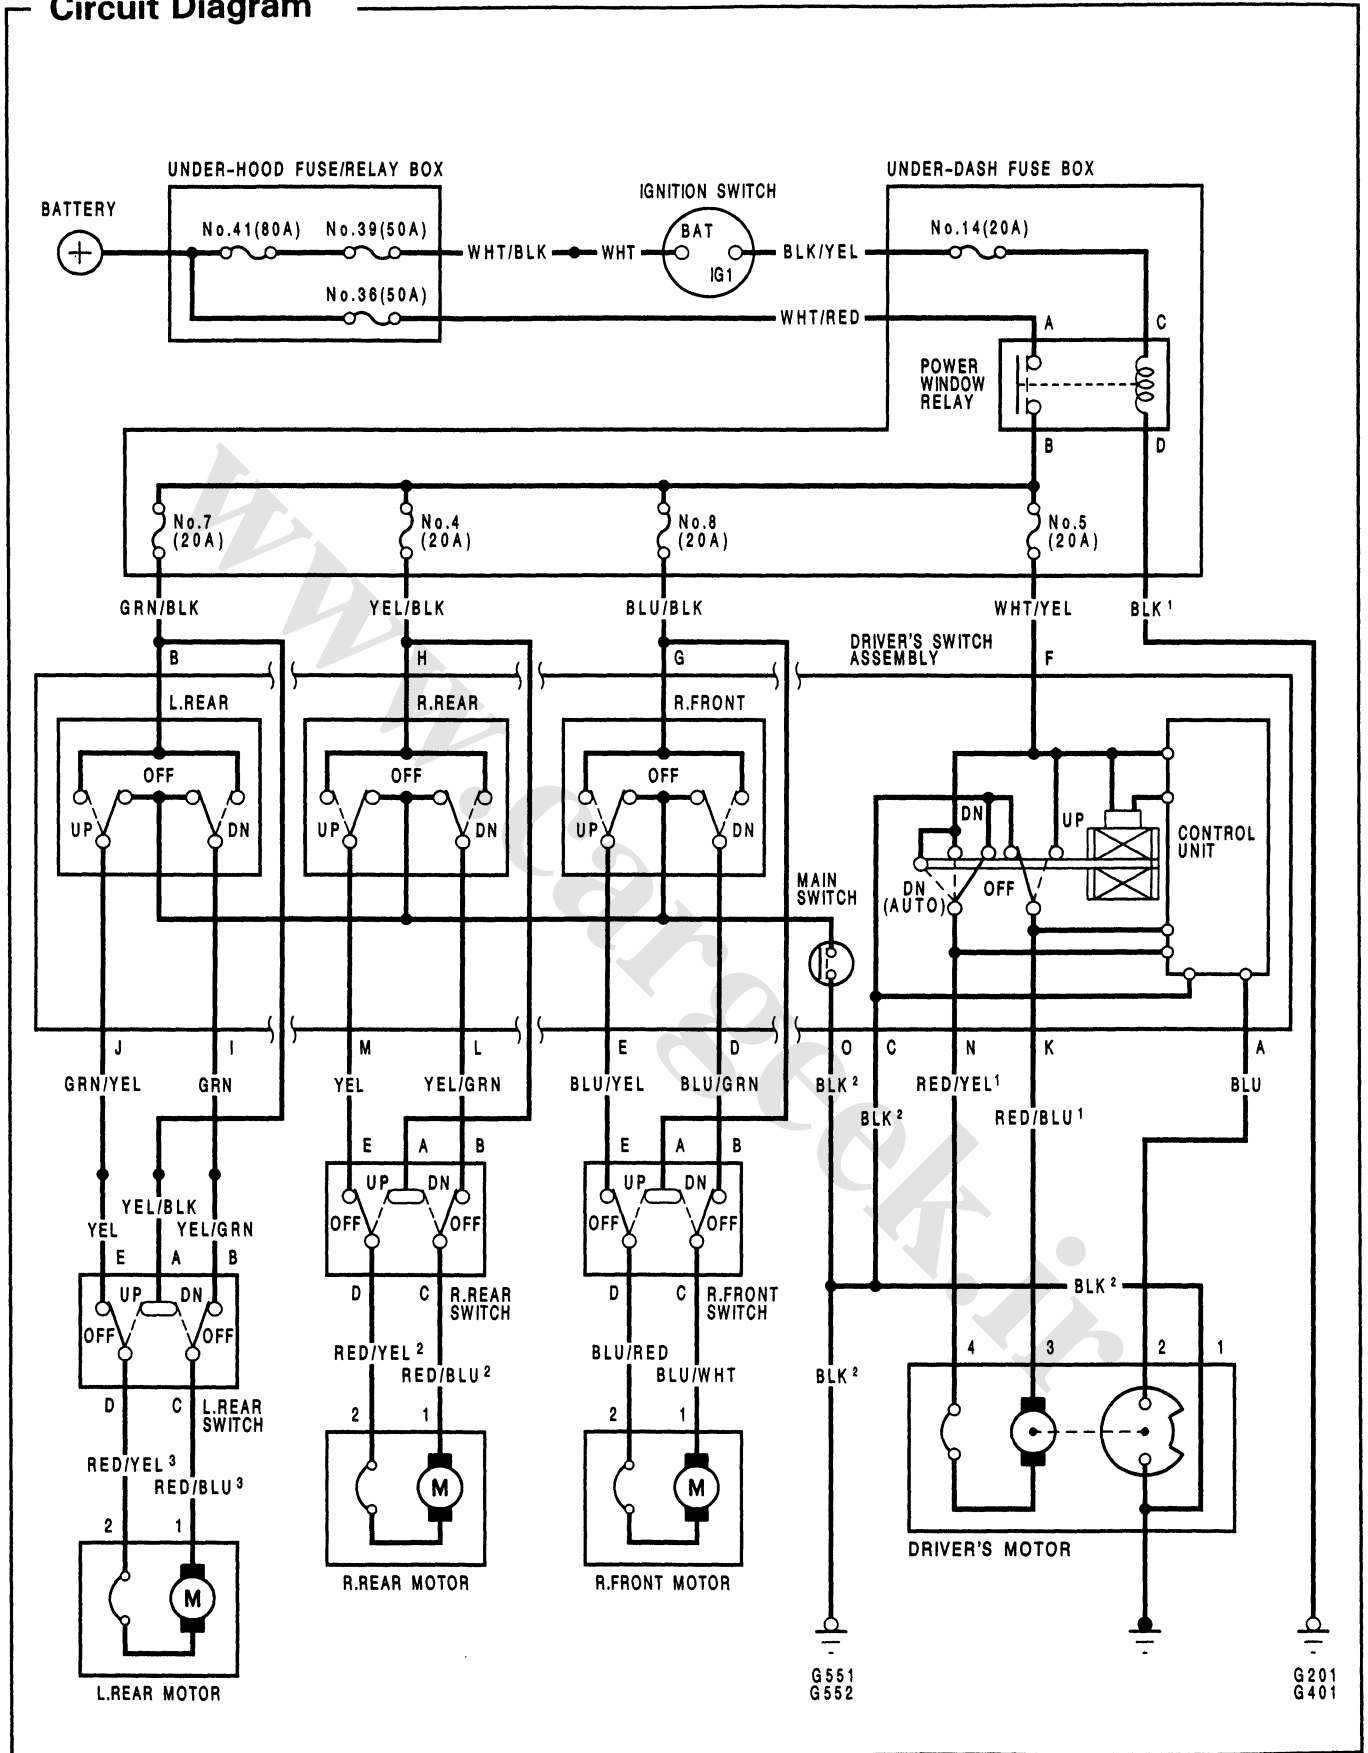 Circuit Diagram
UNDER-HOOD FUSE/RELAY BOX
UNDER-DASH FUSE BOX
IGNITION SWITCH
BATTERY
No.41(80A)
No.39(50A)
BAT
No.14(20A)
WHT/BLK
WHT
BLK/YEL
IG1
No.36(50A)
WHT/RED
A
C
POWER
WINDOW
RELAY
B
D
No.7
(20A)
No.4
(20A)
No.8
(20A)
No.5
(20A)
GRN/BLK
YEL/BLK
BLU/BLK
WHT/YEL
BLK¹
DRIVER'S SWITCH
ASSEMBLY
B
H
G
F
L.REAR
R.REAR
R.FRONT
OFF
OFF
OFF
UP
DN
UP
DN
UP
DN
DN
UP
CONTROL
UNIT
MAIN
SWITCH
DN
(AUTO)
OFF
J
I
M
L
E
D
O
C
N
K
A
GRN/YEL
GRN
YEL
YEL/GRN
BLU/YEL
BLU/GRN
BLK²
RED/YEL¹
BLU
BLK²
RED/BLU¹
E
A
B
E
A
B
UP
DN
UP
DN
OFF
OFF
OFF
OFF
YEL/BLK
YEL
YEL/GRN
E
A
B
UP
DN
OFF
OFF
D
C
R.REAR
SWITCH
D
C
R.FRONT
SWITCH
BLK²
RED/YEL²
RED/BLU²
BLU/RED
BLU/WHT
BLK²
4
3
2
1
D
C
L.REAR
SWITCH
2
1
2
1
RED/YEL³
RED/BLU³
M
M
2
1
DRIVER'S MOTOR
R.REAR MOTOR
R.FRONT MOTOR
M
L.REAR MOTOR
G551
G552
G201
G401
www.cargeek.ir